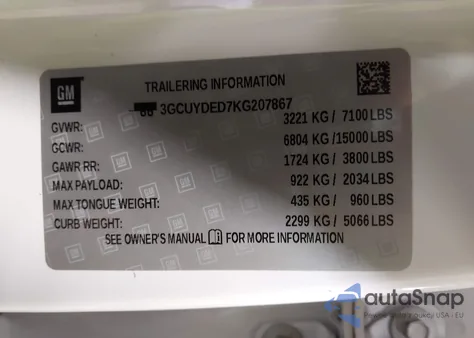 GM
TRAILERING INFORMATION
3GCUYDED7KG207867
GVWR: 3221 KG / 7100 LBS
GCWR: 6804 KG / 15000 LBS
GAWR RR: 1724 KG / 3800 LBS
MAX PAYLOAD: 922 KG / 2034 LBS
MAX TONGUE WEIGHT: 435 KG / 960 LBS
CURB WEIGHT: 2299 KG / 5066 LBS
SEE OWNER'S MANUAL FOR MORE INFORMATION
autoSnap
USA i EU